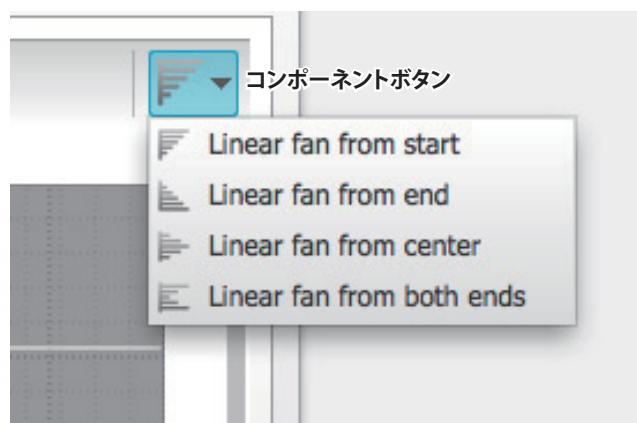 コンポーネントボタン
Linear fan from start
Linear fan from end
Linear fan from center
Linear fan from both ends